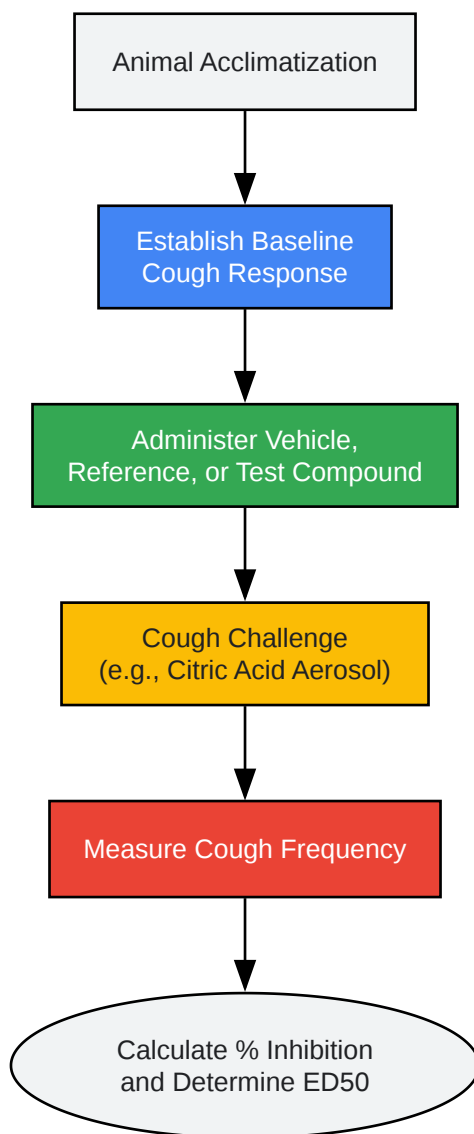 Animal Acclimatization
Establish Baseline
Cough Response
Administer Vehicle,
Reference, or Test Compound
Cough Challenge
(e.g., Citric Acid Aerosol)
Measure Cough Frequency
Calculate % Inhibition
and Determine ED50